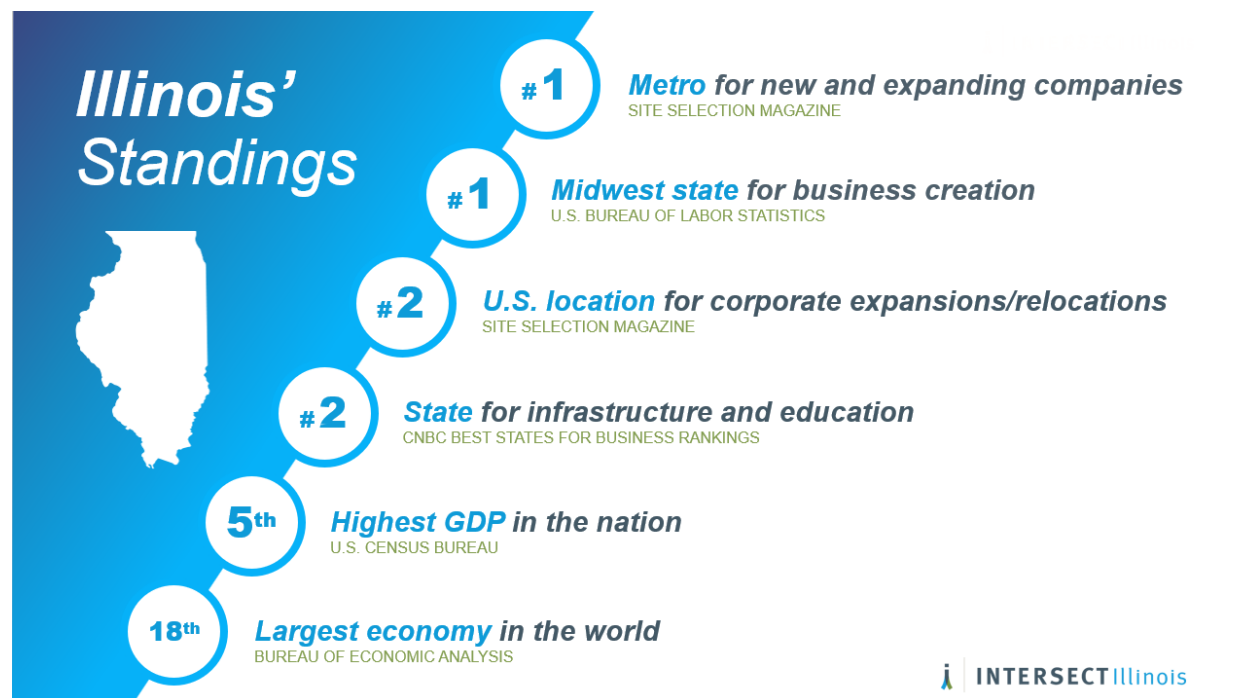 Illinois’
Standings
#1
Metro for new and expanding companies
SITE SELECTION MAGAZINE
#1
Midwest state for business creation
U.S. BUREAU OF LABOR STATISTICS
#2
U.S. location for corporate expansions/relocations
SITE SELECTION MAGAZINE
#2
State for infrastructure and education
CNBC BEST STATES FOR BUSINESS RANKINGS
5th
Highest GDP in the nation
U.S. CENSUS BUREAU
18th
Largest economy in the world
BUREAU OF ECONOMIC ANALYSIS
INTERSECT Illinois